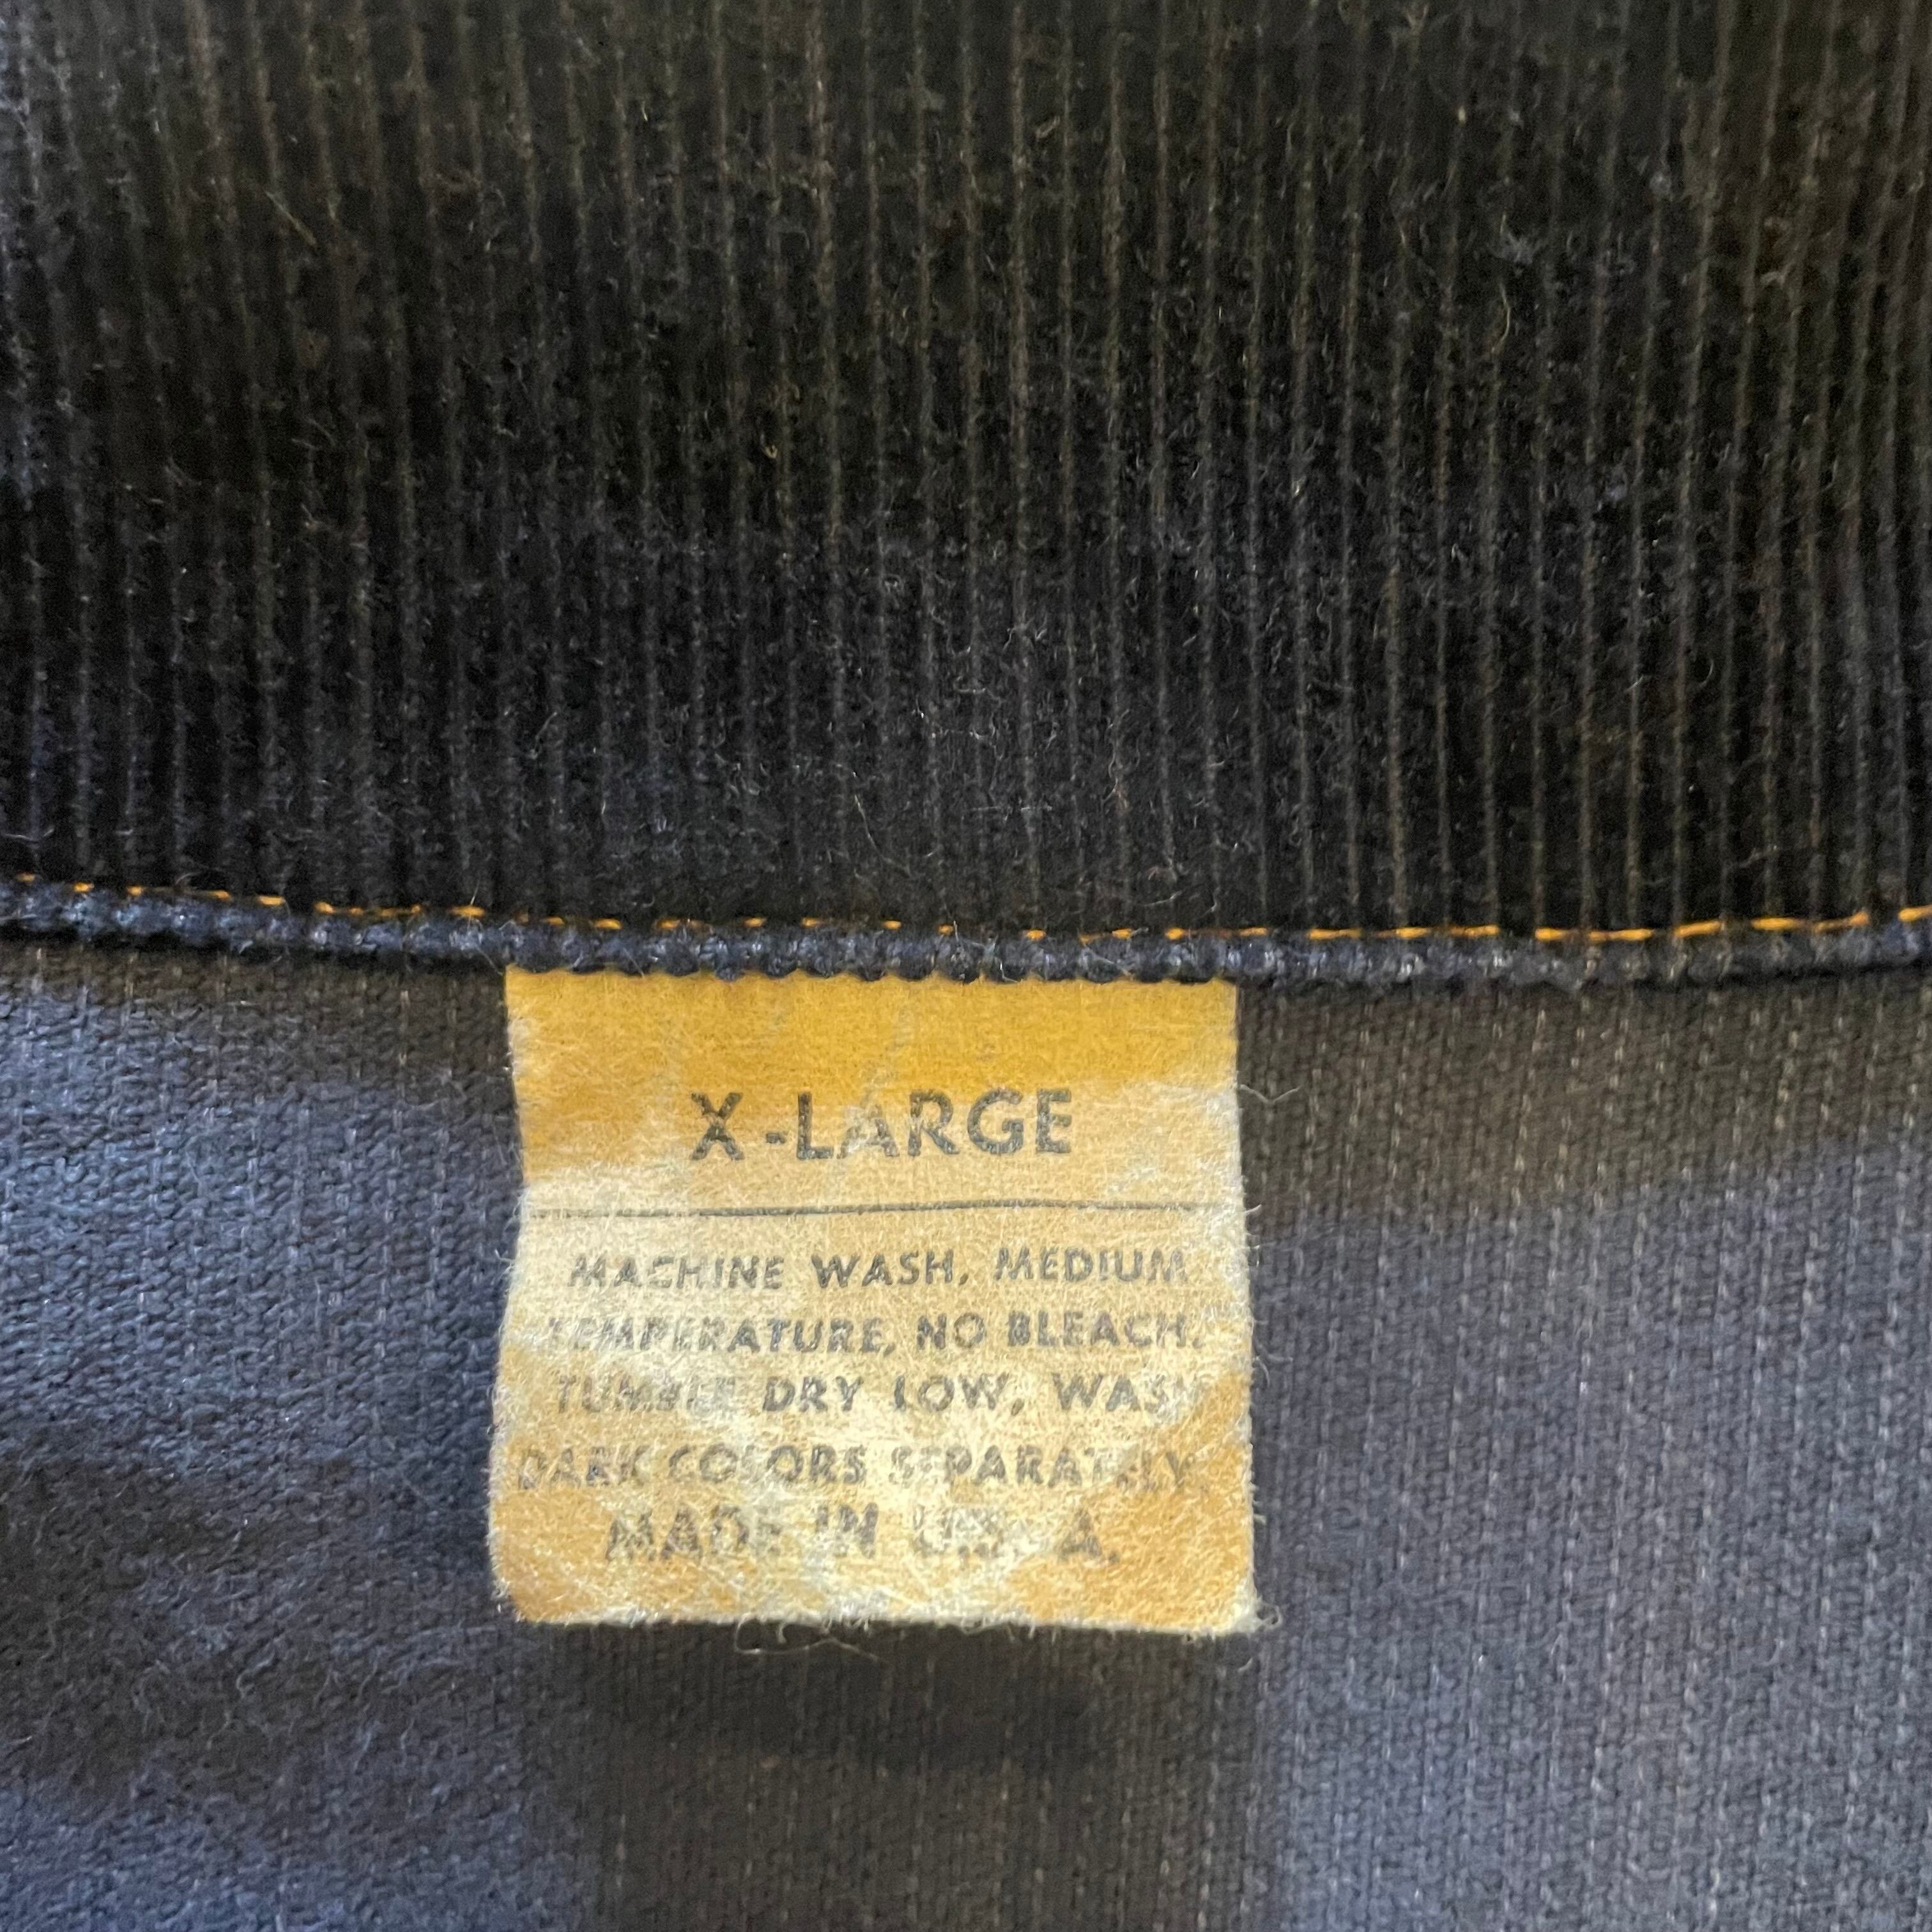 X-LARGE
MACHINE WASH, MEDIUM
TEMPERATURE, NO BLEACH.
TUMBLE DRY LOW, WASH
DARK COLORS SEPARATELY.
MADE IN U.S.A.